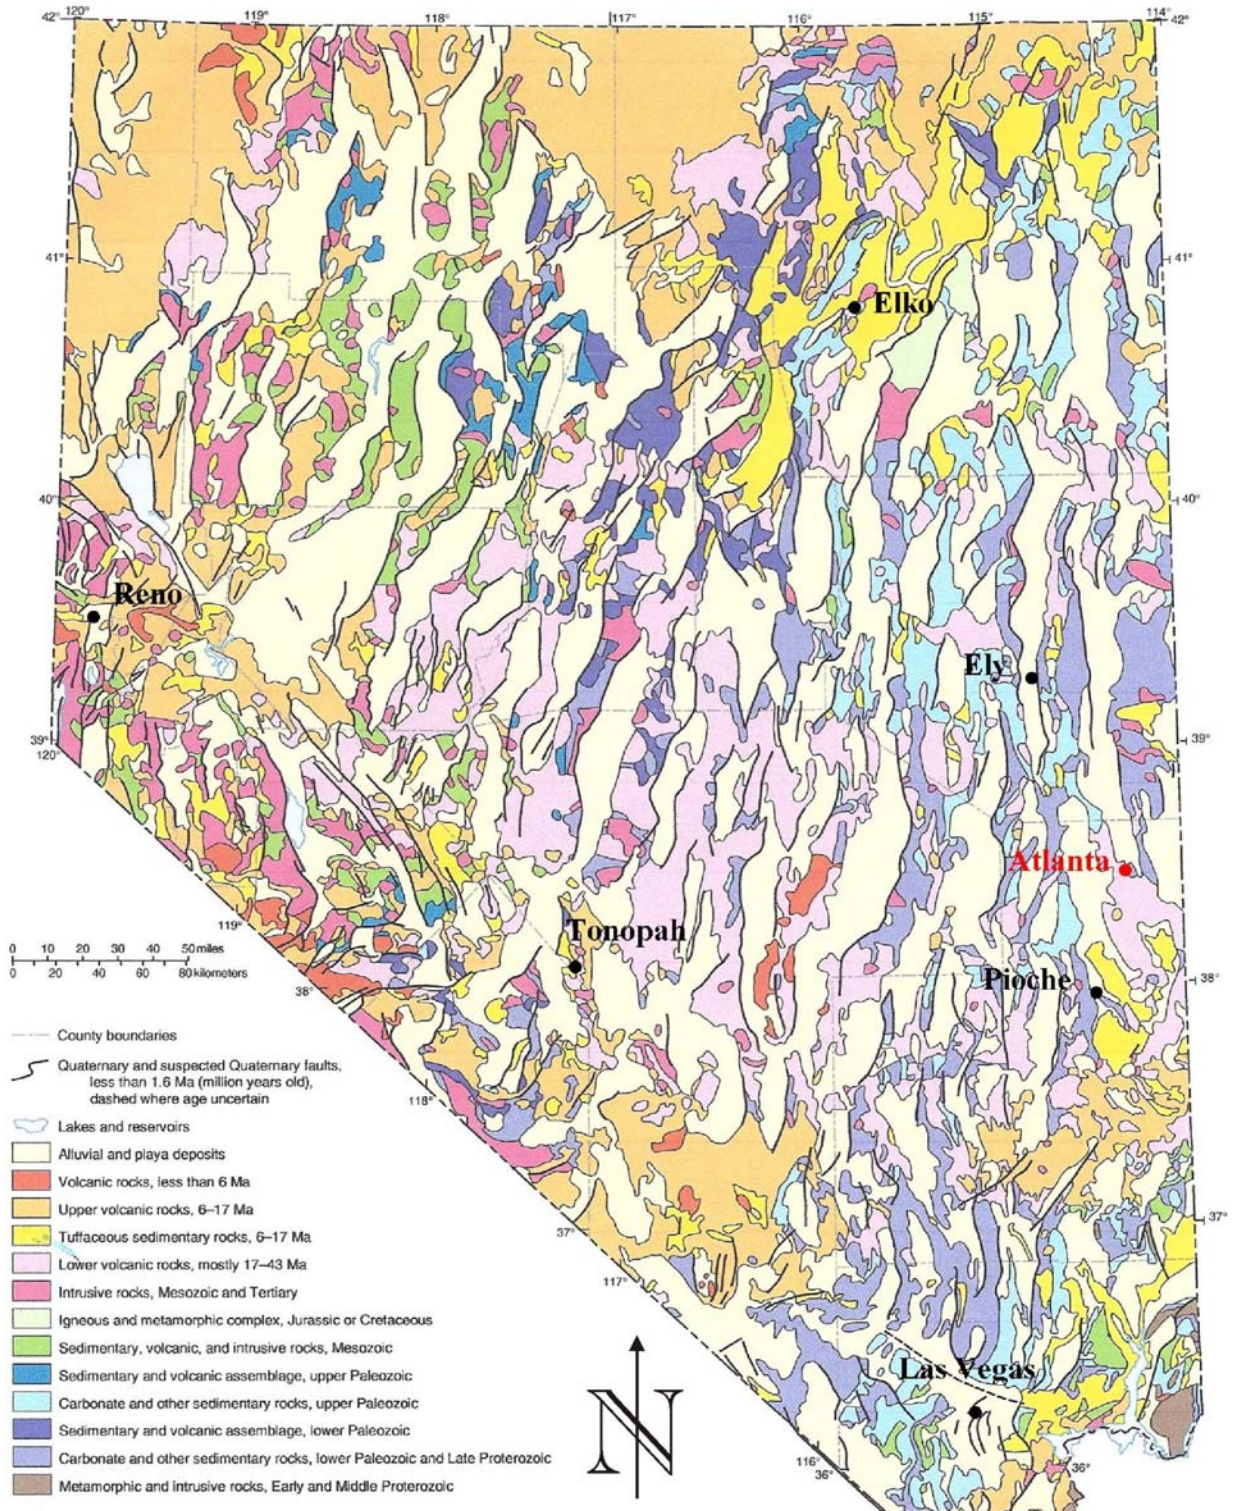 42° 120° 119° 118° 117° 116° 115° 114° 42°
41° 41°
Elko
40° 40°
Reno
Ely
39° 39°
120°
Atlanta
119°
Tonopah
0 10 20 30 40 50 miles
0 20 40 60 80 kilometers
38° 38°
Pioche
County boundaries
Quaternary and suspected Quaternary faults,
less than 1.6 Ma (million years old),
dashed where age uncertain
118°
Lakes and reservoirs
Alluvial and playa deposits
Volcanic rocks, less than 6 Ma
Upper volcanic rocks, 6–17 Ma
37° 37°
Tuffaceous sedimentary rocks, 6–17 Ma
Lower volcanic rocks, mostly 17–43 Ma
117°
Intrusive rocks, Mesozoic and Tertiary
Igneous and metamorphic complex, Jurassic or Cretaceous
Sedimentary, volcanic, and intrusive rocks, Mesozoic
Sedimentary and volcanic assemblage, upper Paleozoic
Las Vegas
Carbonate and other sedimentary rocks, upper Paleozoic
Sedimentary and volcanic assemblage, lower Paleozoic
Carbonate and other sedimentary rocks, lower Paleozoic and Late Proterozoic
Metamorphic and intrusive rocks, Early and Middle Proterozoic
N
116°
36° 36°